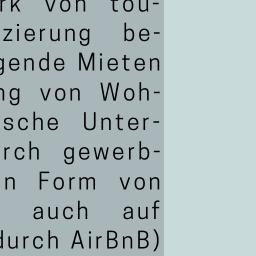 rk von tou-
zierung be-
gende Mieten
ng von Woh-
ische Unter-
rch gewerb-
n Form von
auch auf
durch AirBnB)